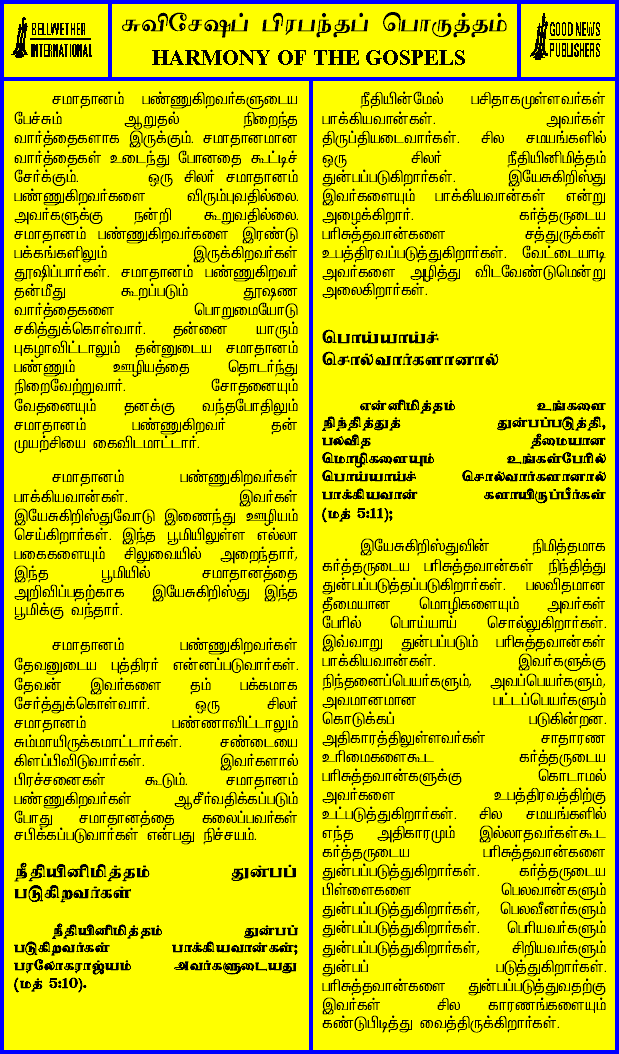 BELLWETHER
INTERNATIONAL
சுவிசேஷப் பிரபந்தப் பொருத்தம்
HARMONY OF THE GOSPELS
GOOD NEWS
PUBLISHERS
சமாதானம் பண்ணுகிறவர்களுடைய
பேச்சும் ஆறுதல் நிறைந்த
வார்த்தைகளாக இருக்கும். சமாதானமான
வார்த்தைகள் உடைந்து போனதை கூட்டிச்
சேர்க்கும். ஒரு சிலர் சமாதானம்
பண்ணுகிறவர்களை விரும்புவதில்லை.
அவர்களுக்கு நன்றி கூறுவதில்லை.
சமாதானம் பண்ணுகிறவர்களை இரண்டு
பக்கங்களிலும் இருக்கிறவர்கள்
தூஷிப்பார்கள். சமாதானம் பண்ணுகிறவர்
தன்மீது கூறப்படும் தூஷண
வார்த்தைகளை பொறுமையோடு
சகித்துக்கொள்வார். தன்னை யாரும்
புகழாவிட்டாலும் தன்னுடைய சமாதானம்
பண்ணும் ஊழியத்தை தொடர்ந்து
நிறைவேற்றுவார். சோதனையும்
வேதனையும் தனக்கு வந்தபோதிலும்
சமாதானம் பண்ணுகிறவர் தன்
முயற்சியை கைவிடமாட்டார்.
சமாதானம் பண்ணுகிறவர்கள்
பாக்கியவான்கள். இவர்கள்
இயேசுகிறிஸ்துவோடு இணைந்து ஊழியம்
செய்கிறார்கள். இந்த பூமியிலுள்ள எல்லா
பகைகளையும் சிலுவையில் அறைந்தார்,
இந்த பூமியில் சமாதானத்தை
அறிவிப்பதற்காக இயேசுகிறிஸ்து இந்த
பூமிக்கு வந்தார்.
சமாதானம் பண்ணுகிறவர்கள்
தேவனுடைய புத்திரர் என்னப்படுவார்கள்.
தேவன் இவர்களை தம் பக்கமாக
சேர்த்துக்கொள்வார். ஒரு சிலர்
சமாதானம் பண்ணாவிட்டாலும்
சும்மாயிருக்கமாட்டார்கள். சண்டையை
கிளப்பிவிடுவார்கள். இவர்களால்
பிரச்சனைகள் கூடும். சமாதானம்
பண்ணுகிறவர்கள் ஆசீர்வதிக்கப்படும்
போது சமாதானத்தை கலைப்பவர்கள்
சபிக்கப்படுவார்கள் என்பது நிச்சயம்.
நீதியினிமித்தம் துன்பப்
படுகிறவர்கள்
நீதியினிமித்தம் துன்பப்
படுகிறவர்கள் பாக்கியவான்கள்;
பரலோகராஜ்யம் அவர்களுடையது
(மத் 5:10).
நீதியின்மேல் பசிதாகமுள்ளவர்கள்
பாக்கியவான்கள். அவர்கள்
திருப்தியடைவார்கள். சில சமயங்களில்
ஒரு சிலர் நீதியினிமித்தம்
துன்பப்படுகிறார்கள். இயேசுகிறிஸ்து
இவர்களையும் பாக்கியவான்கள் என்று
அழைக்கிறார். கர்த்தருடைய
பரிசுத்தவான்களை சத்துருக்கள்
உபத்திரவப்படுத்துகிறார்கள். வேட்டையாடி
அவர்களை அழித்து விடவேண்டுமென்று
அலைகிறார்கள்.
பொய்யாய்ச்
சொல்வார்களானால்
என்னிமித்தம் உங்களை
நிந்தித்துத் துன்பப்படுத்தி,
பலவித தீமையான
மொழிகளையும் உங்கள்பேரில்
பொய்யாய்ச் சொல்வார்களானால்
பாக்கியவான் களாயிருப்பீர்கள்
(மத் 5:11);
இயேசுகிறிஸ்துவின் நிமித்தமாக
கர்த்தருடைய பரிசுத்தவான்கள் நிந்தித்து
துன்பப்படுத்தப்படுகிறார்கள். பலவிதமான
தீமையான மொழிகளையும் அவர்கள்
பேரில் பொய்யாய் சொல்லுகிறார்கள்.
இவ்வாறு துன்பப்படும் பரிசுத்தவான்கள்
பாக்கியவான்கள். இவர்களுக்கு
நிந்தனைப்பெயர்களும், அவப்பெயர்களும்,
அவமானமான பட்டப்பெயர்களும்
கொடுக்கப் படுகின்றன.
அதிகாரத்திலுள்ளவர்கள் சாதாரண
உரிமைகளைகூட கர்த்தருடைய
பரிசுத்தவான்களுக்கு கொடாமல்
அவர்களை உபத்திரவத்திற்கு
உட்படுத்துகிறார்கள். சில சமயங்களில்
எந்த அதிகாரமும் இல்லாதவர்கள்கூட
கர்த்தருடைய பரிசுத்தவான்களை
துன்பப்படுத்துகிறார்கள். கர்த்தருடைய
பிள்ளைகளை பெலவான்களும்
துன்பப்படுத்துகிறார்கள், பெலவீனர்களும்
துன்பப்படுத்துகிறார்கள். பெரியவர்களும்
துன்பப்படுத்துகிறார்கள், சிறியவர்களும்
துன்பப் படுத்துகிறார்கள்.
பரிசுத்தவான்களை துன்பப்படுத்துவதற்கு
இவர்கள் சில காரணங்களையும்
கண்டுபிடித்து வைத்திருக்கிறார்கள்.